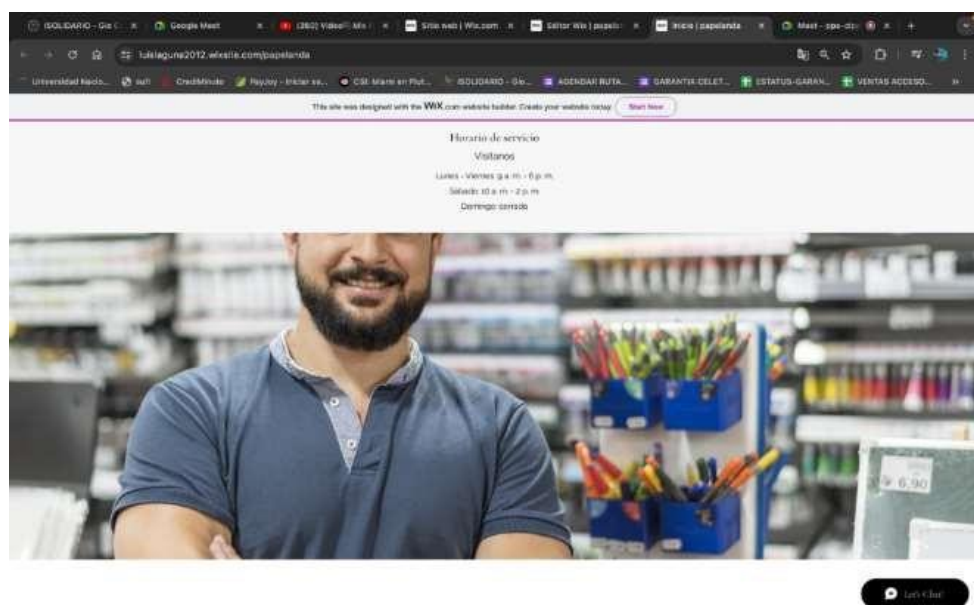 ISOLIDARIO - Gio
Google Meet
Sitio web | Wix.com
Editor Wix | papela
Inicio | papelanda
luislaguna2012.wixsite.com/papelanda
Universidad Nacio...
CrediMinuto
PayJoy - Iniciar se...
ISOLIDARIO - Gio...
AGENDAR RUTA...
GARANTIA CELET...
ESTATUS-GARAN...
VENTAS ACCESO...
This site was designed with the WiX.com website builder. Create your website today. Start Now
Horario de servicio
Visítanos
Lunes - Viernes: 9 a. m. - 6 p. m.
Sábado: 10 a. m. - 2 p. m.
Domingo: cerrado
6,90
Let's Chat!